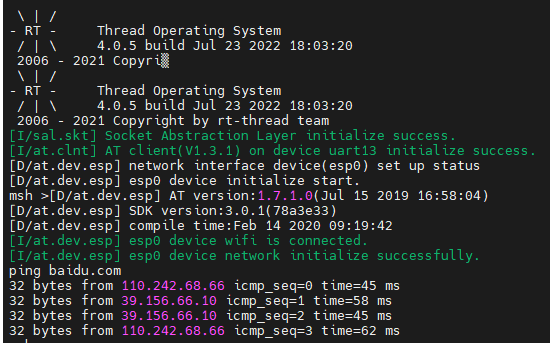 \ | /
- RT -     Thread Operating System
 / | \     4.0.5 build Jul 23 2022 18:03:20
 2006 - 2021 Copyri
 \ | /
- RT -     Thread Operating System
 / | \     4.0.5 build Jul 23 2022 18:03:20
 2006 - 2021 Copyright by rt-thread team
[I/sal.skt] Socket Abstraction Layer initialize success.
[I/at.clnt] AT client(V1.3.1) on device uart13 initialize success.
[D/at.dev.esp] network interface device(esp0) set up status
[D/at.dev.esp] esp0 device initialize start.
msh >[D/at.dev.esp] AT version:1.7.1.0(Jul 15 2019 16:58:04)
[D/at.dev.esp] SDK version:3.0.1(78a3e33)
[D/at.dev.esp] compile time:Feb 14 2020 09:19:42
[I/at.dev.esp] esp0 device wifi is connected.
[I/at.dev.esp] esp0 device network initialize successfully.
ping baidu.com
32 bytes from 110.242.68.66 icmp_seq=0 time=45 ms
32 bytes from 39.156.66.10 icmp_seq=1 time=58 ms
32 bytes from 39.156.66.10 icmp_seq=2 time=45 ms
32 bytes from 110.242.68.66 icmp_seq=3 time=62 ms